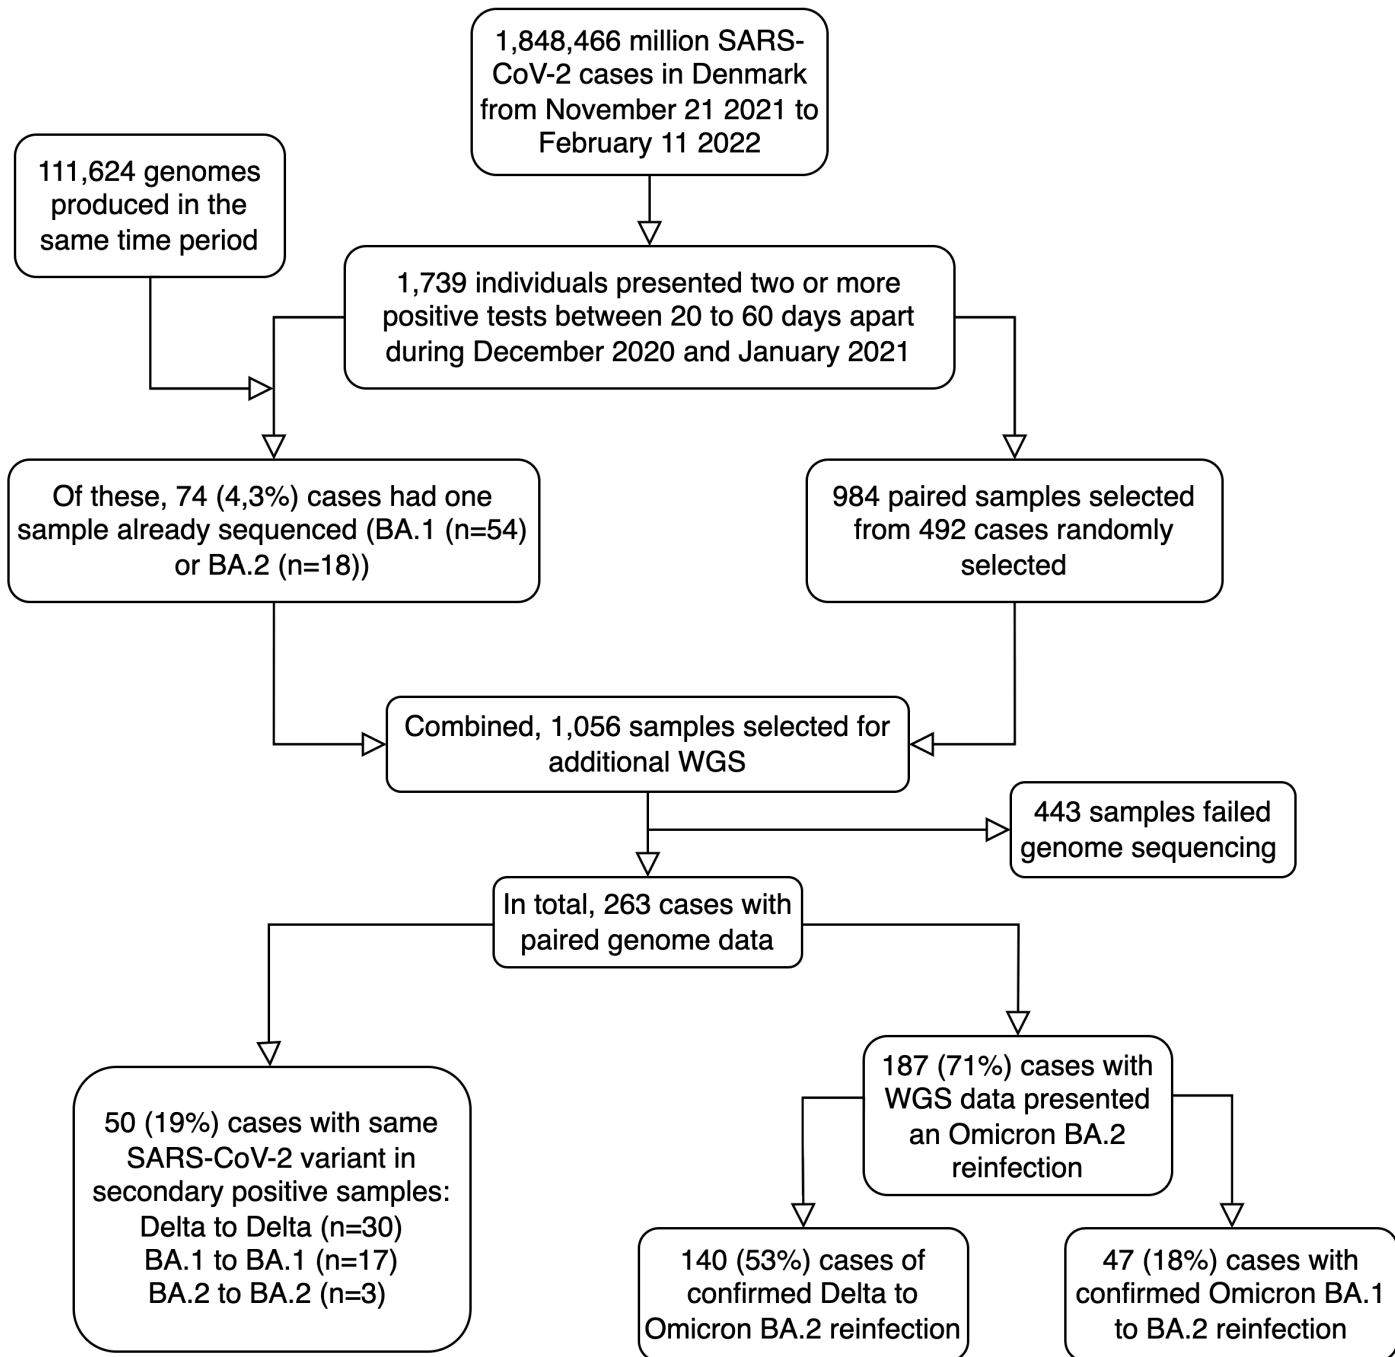 1,848,466 million SARS-
CoV-2 cases in Denmark
from November 21 2021 to
February 11 2022
111,624 genomes
produced in the
same time period
1,739 individuals presented two or more
positive tests between 20 to 60 days apart
during December 2020 and January 2021
Of these, 74 (4,3%) cases had one
sample already sequenced (BA.1 (n=54)
or BA.2 (n=18))
984 paired samples selected
from 492 cases randomly
selected
Combined, 1,056 samples selected for
additional WGS
443 samples failed
genome sequencing
In total, 263 cases with
paired genome data
50 (19%) cases with same
SARS-CoV-2 variant in
secondary positive samples:
Delta to Delta (n=30)
BA.1 to BA.1 (n=17)
BA.2 to BA.2 (n=3)
187 (71%) cases with
WGS data presented
an Omicron BA.2
reinfection
140 (53%) cases of
confirmed Delta to
Omicron BA.2 reinfection
47 (18%) cases with
confirmed Omicron BA.1
to BA.2 reinfection